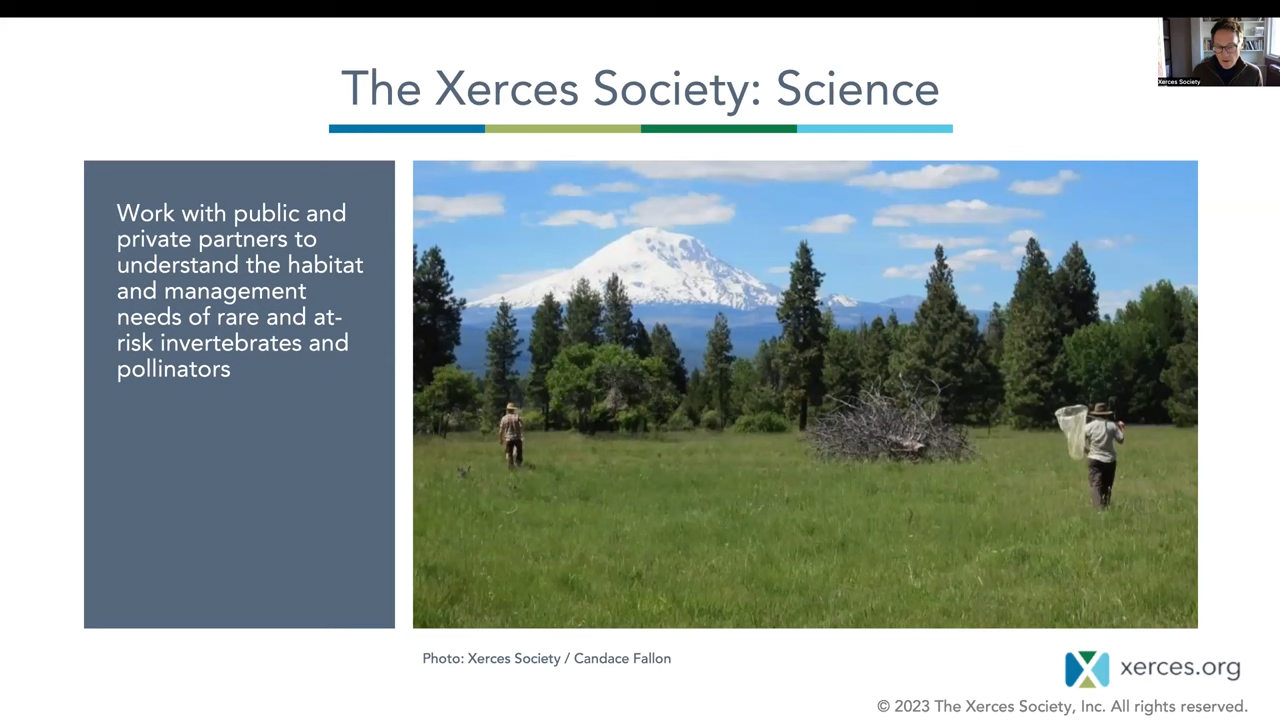 Xerces Society
The Xerces Society: Science
Work with public and
private partners to
understand the habitat
and management
needs of rare and at-
risk invertebrates and
pollinators
Photo: Xerces Society / Candace Fallon
xerces.org
© 2023 The Xerces Society, Inc. All rights reserved.